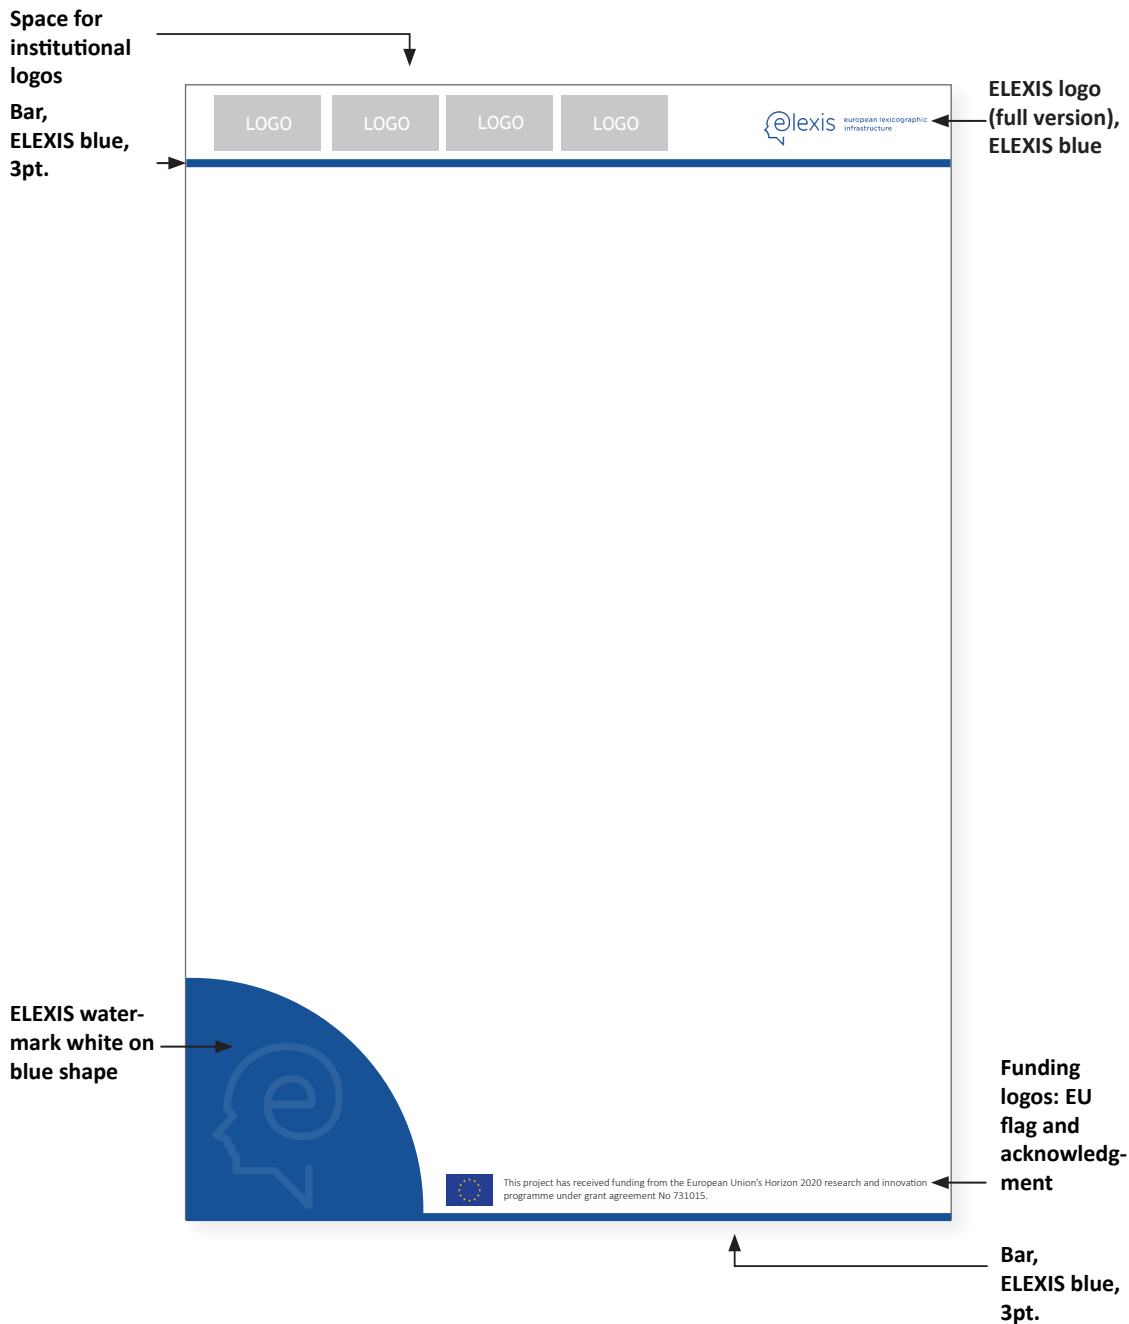 Space for
institutional
logos
Bar,
ELEXIS blue,
3pt.
LOGO LOGO LOGO LOGO
elexis european lexicographic
infrastructure
ELEXIS logo
(full version),
ELEXIS blue
ELEXIS water-
mark white on
blue shape
e
Funding
logos: EU
flag and
acknowledg-
ment
This project has received funding from the European Union's Horizon 2020 research and innovation
programme under grant agreement No 731015.
Bar,
ELEXIS blue,
3pt.